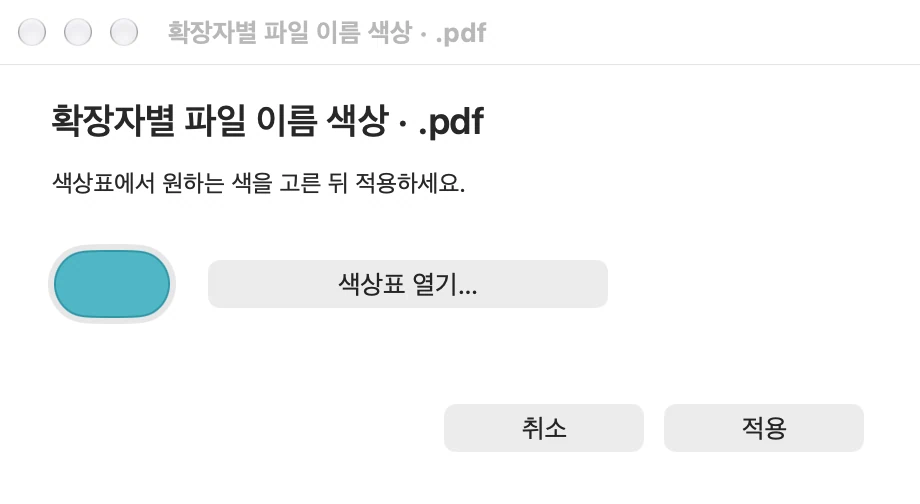 확장자별 파일 이름 색상 · .pdf
확장자별 파일 이름 색상 · .pdf
색상표에서 원하는 색을 고른 뒤 적용하세요.
색상표 열기...
취소
적용